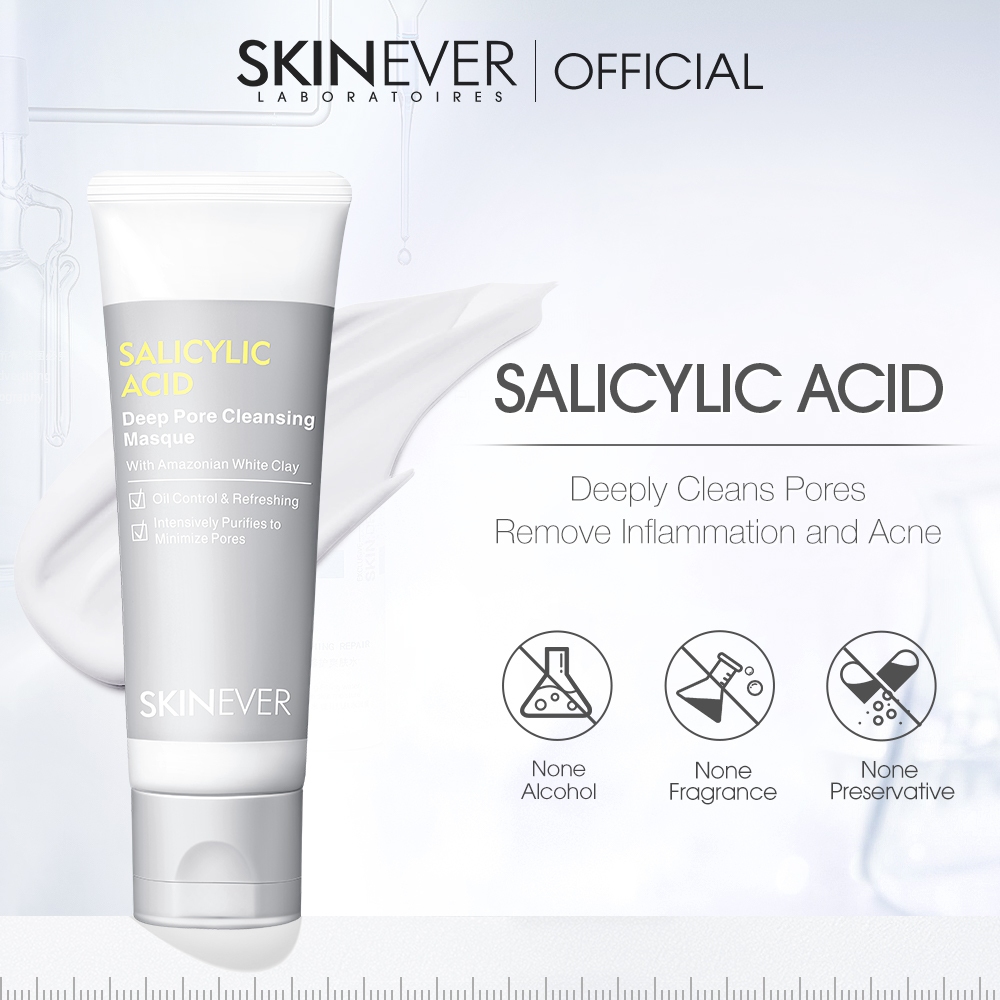 SKINEVER
LABORATOIRES
OFFICIAL
SALICYLIC
ACID
Deep Pore Cleansing
Masque
With Amazonian White Clay
Oil Control & Refreshing
Intensively Purifies to
Minimize Pores
SKINEVER
SALICYLIC ACID
Deeply Cleans Pores
Remove Inflammation and Acne
None
Alcohol
None
Fragrance
None
Preservative